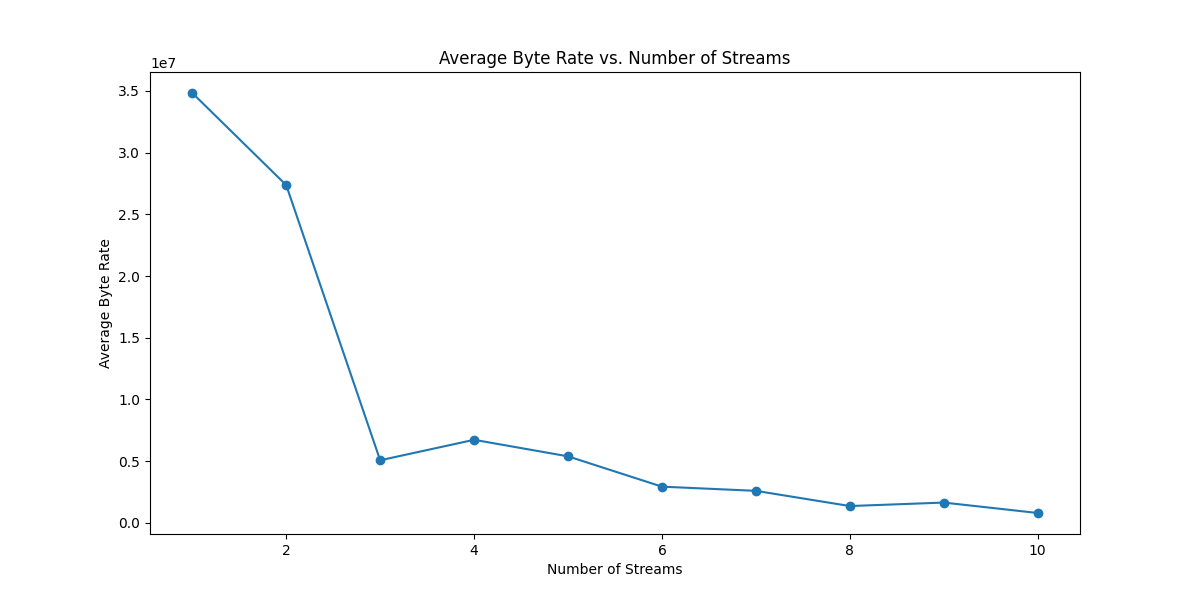 Average Byte Rate vs. Number of Streams
1e7
3.5
3.0
2.5
2.0
1.5
1.0
0.5
0.0
Average Byte Rate
2 4 6 8 10
Number of Streams